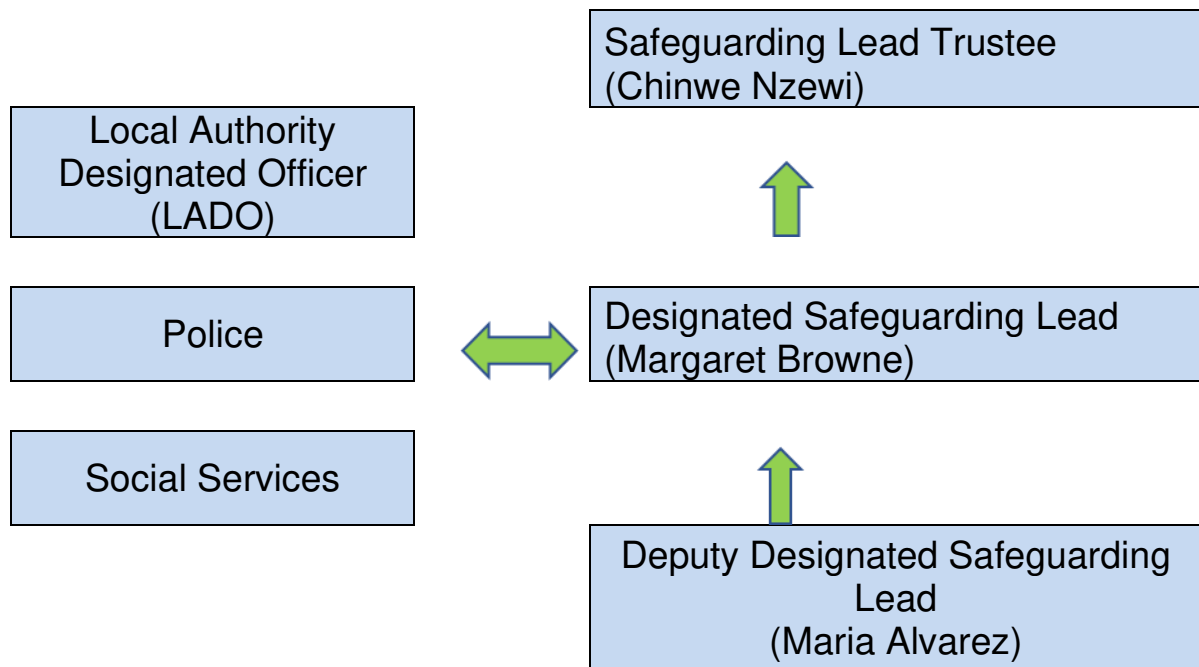 Safeguarding Lead Trustee
(Chinwe Nzewi)
Local Authority
Designated Officer
(LADO)
Police
Designated Safeguarding Lead
(Margaret Browne)
Social Services
Deputy Designated Safeguarding
Lead
(Maria Alvarez)